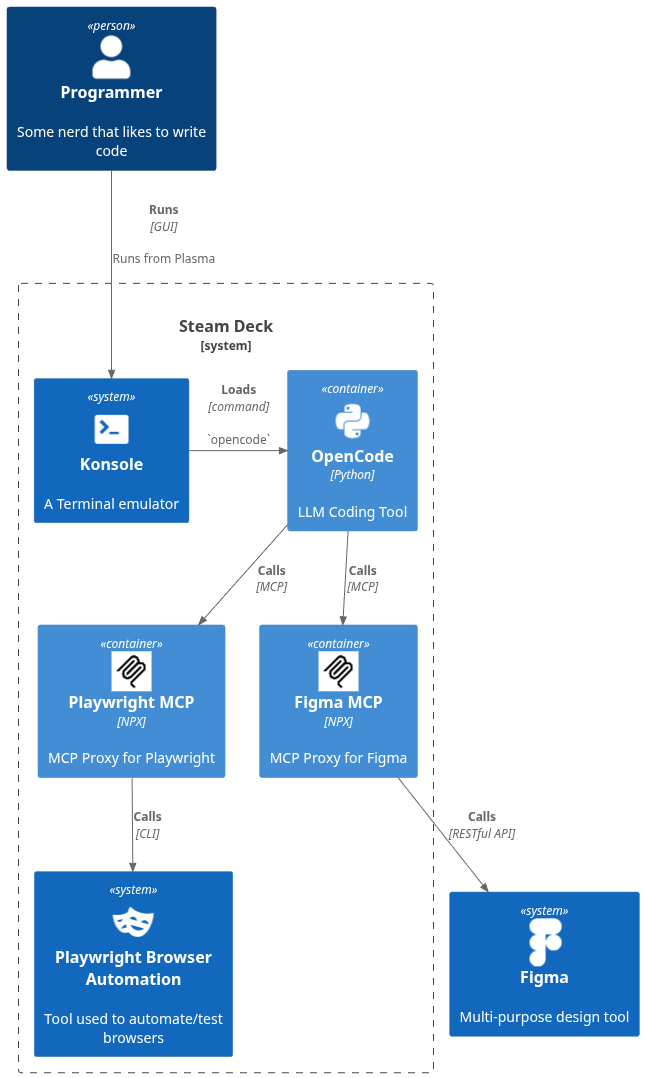 «person»
Programmer
Some nerd that likes to write
code
Runs
[GUI]
Runs from Plasma
Steam Deck
[system]
«system»
Konsole
A Terminal emulator
Loads
[command]
`opencode`
«container»
OpenCode
[Python]
LLM Coding Tool
Calls
[MCP]
Calls
[MCP]
«container»
Playwright MCP
[NPX]
MCP Proxy for Playwright
«container»
Figma MCP
[NPX]
MCP Proxy for Figma
Calls
[CLI]
Calls
[RESTful API]
«system»
Playwright Browser
Automation
Tool used to automate/test
browsers
«system»
Figma
Multi-purpose design tool